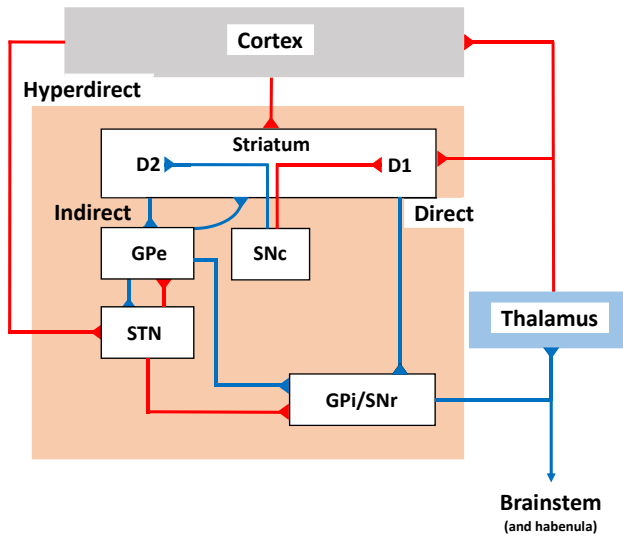 Cortex
Hyperdirect
Striatum
D2
D1
Indirect
Direct
GPe
SNc
STN
Thalamus
GPi/SNr
Brainstem
(and habenula)